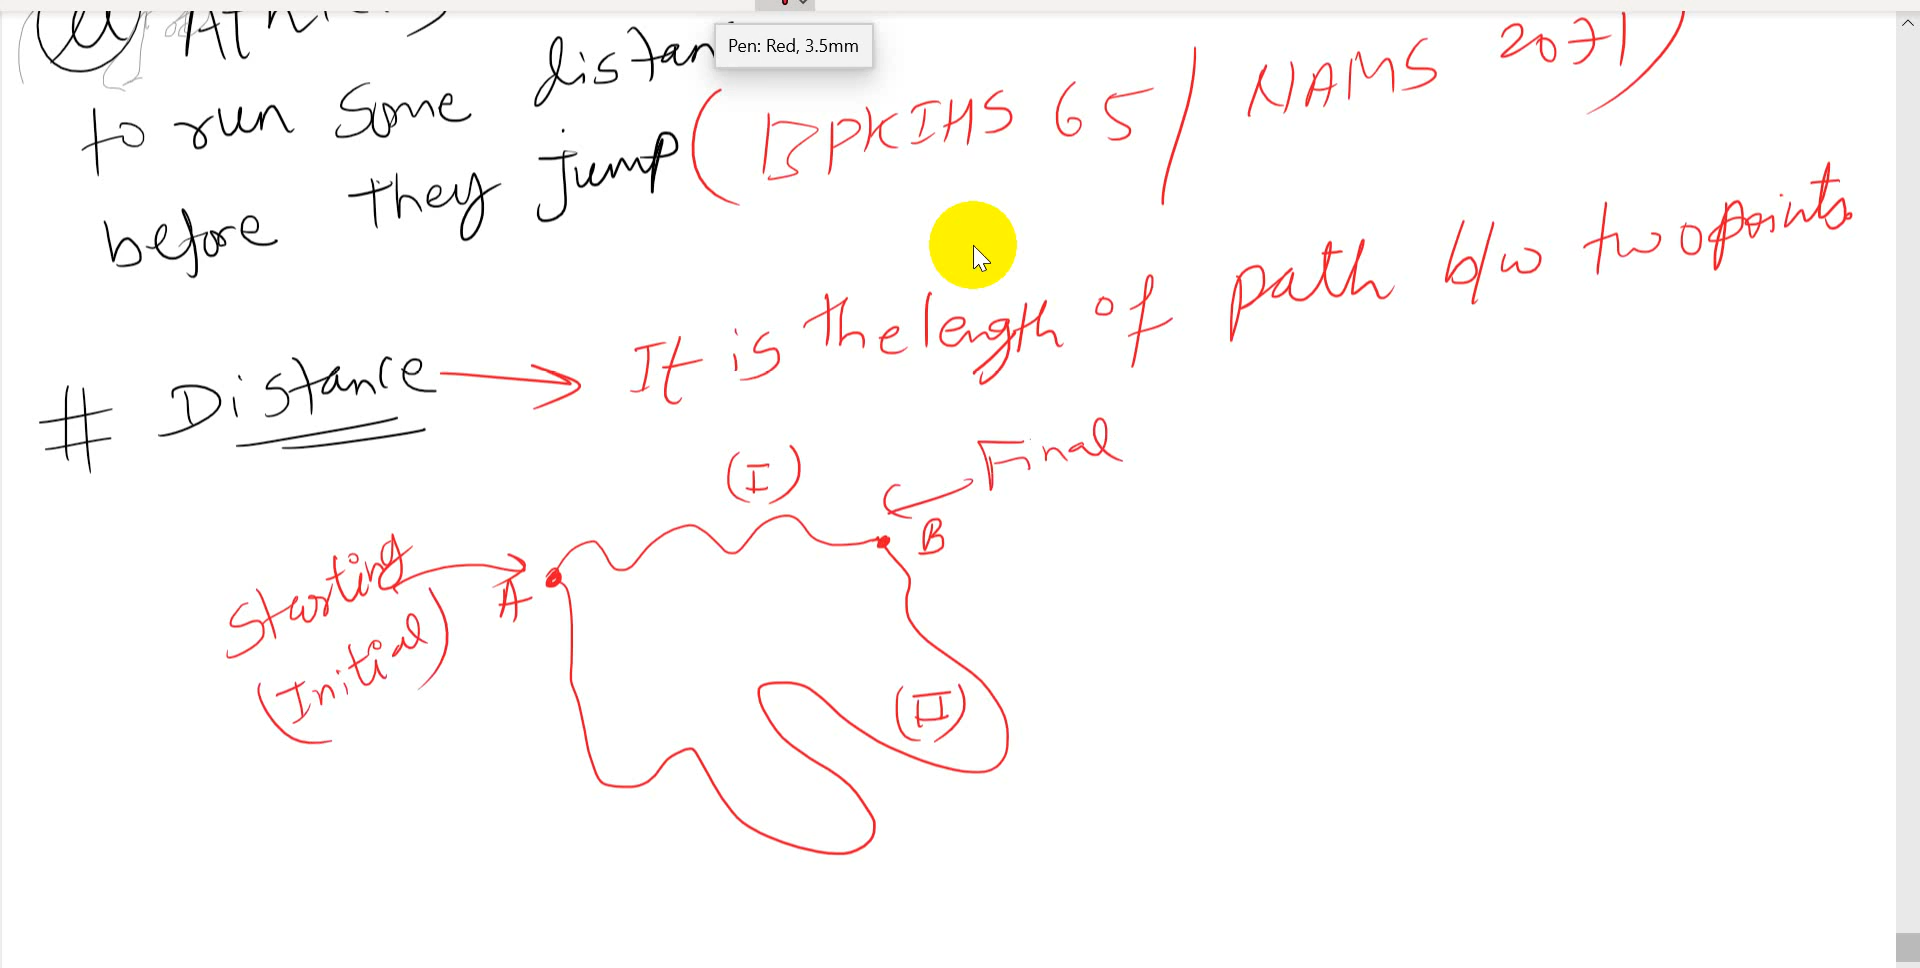 Pen: Red, 3.5mm
to run some distan
before they jump (BPKIHS 65 / NAMS 2071)
# Distance → It is the length of path b/w two points.
(I)
Final
B
Starting
(Initial)
A
(II)